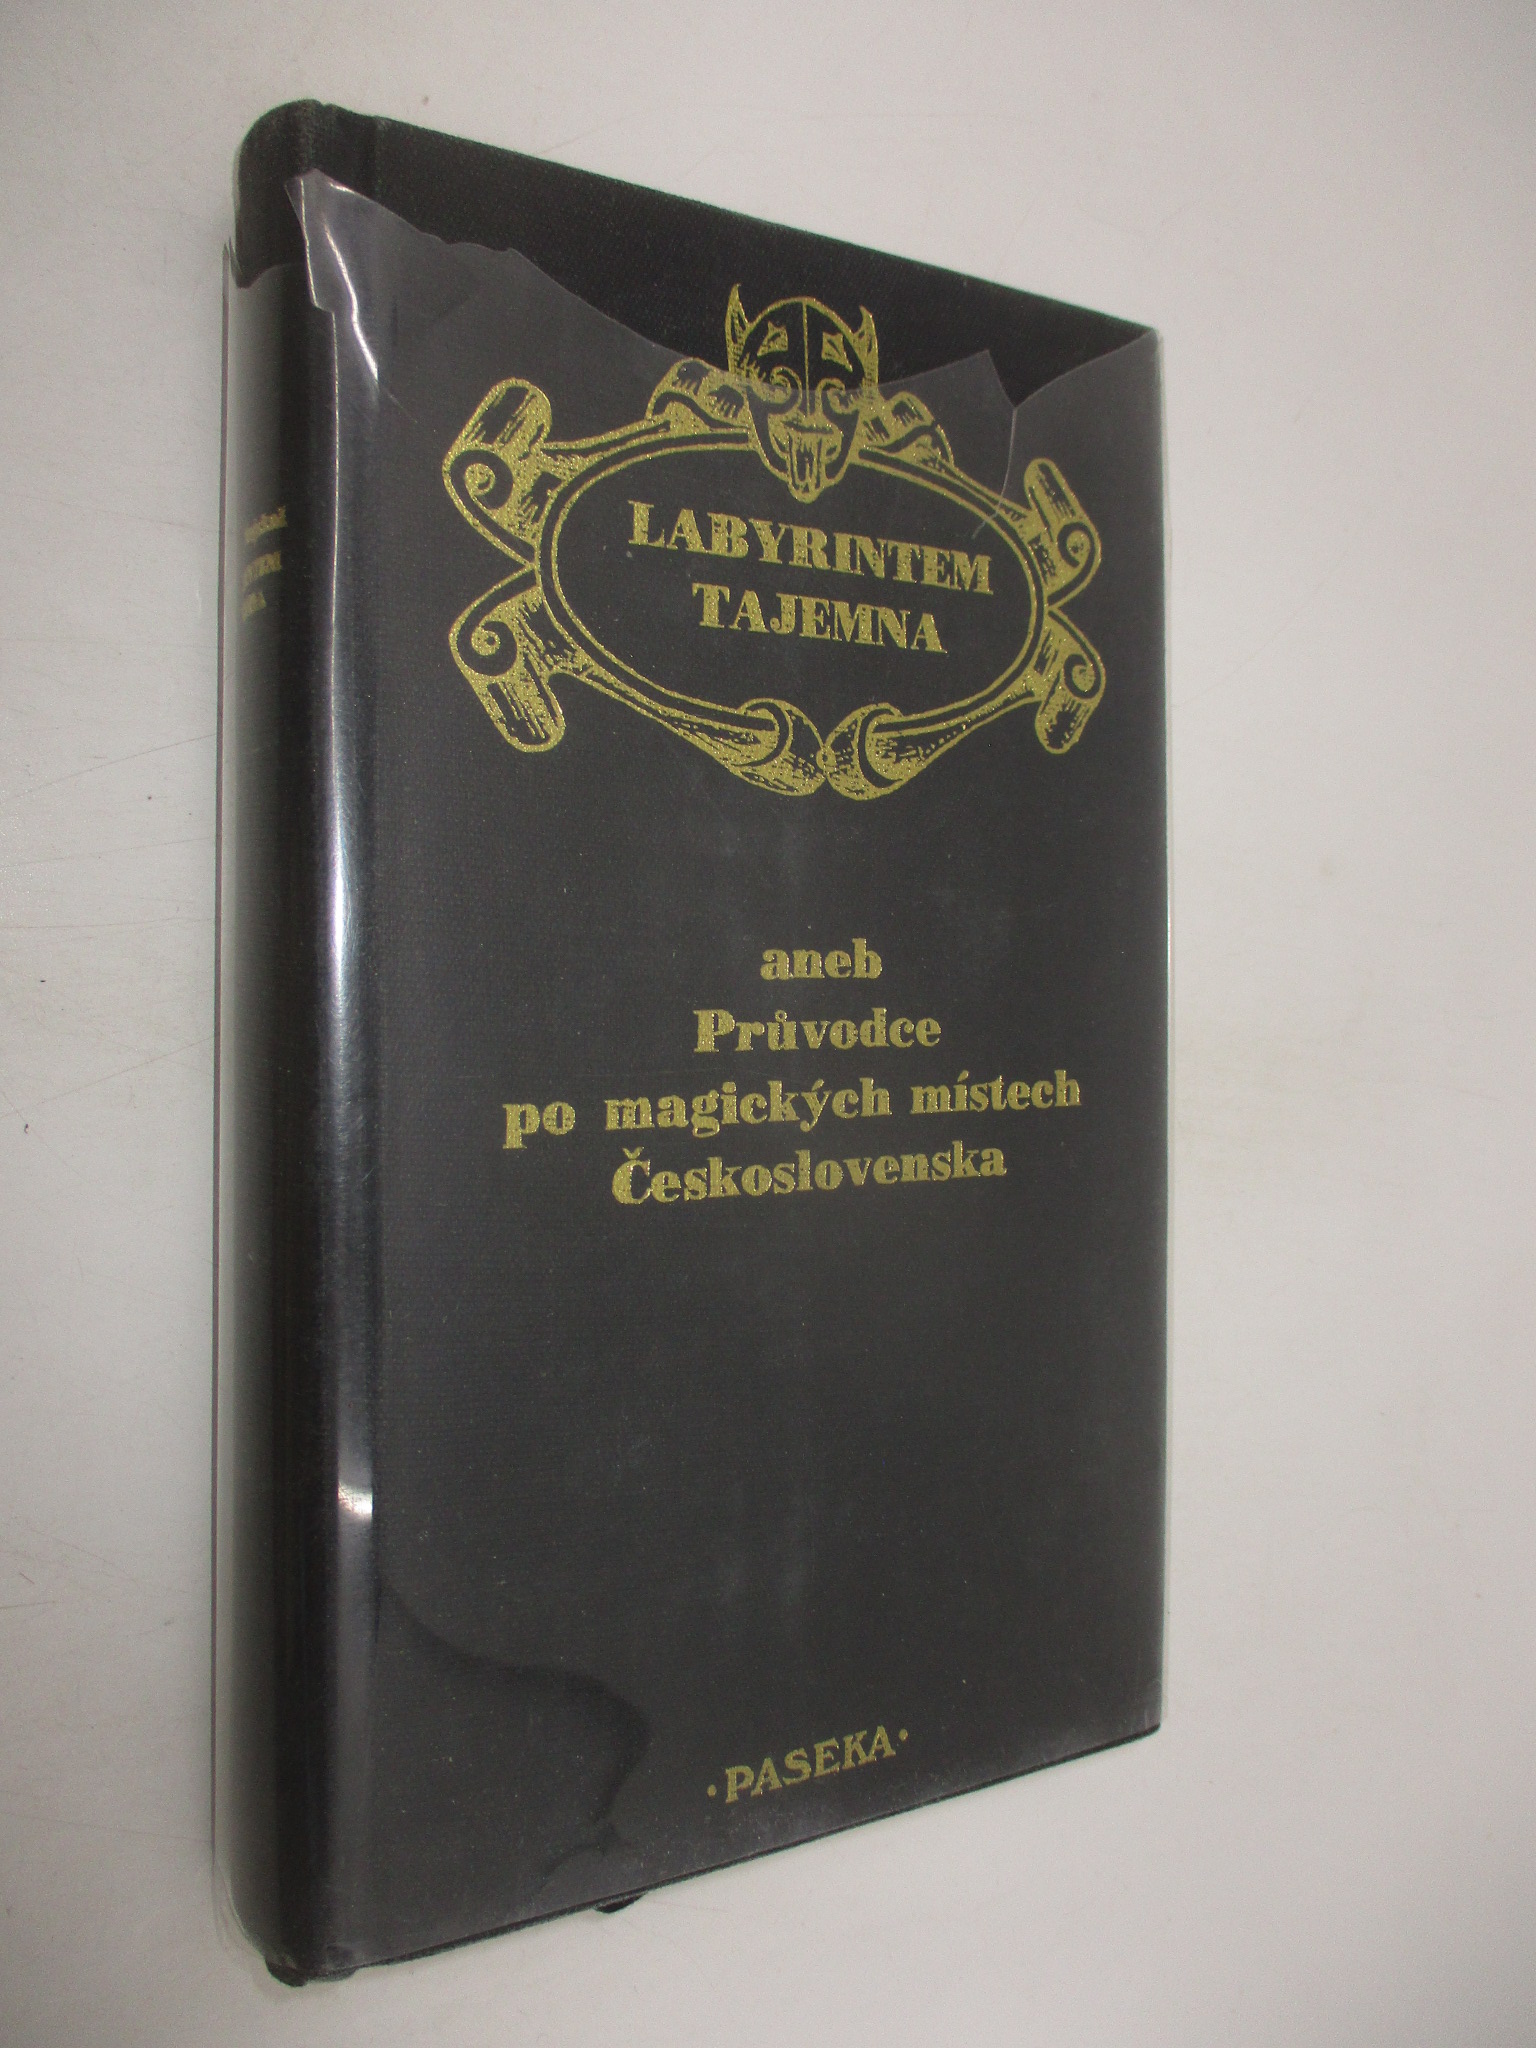 LABYRINTEM
TAJEMNA
aneb
Průvodce
po magických místech
Československa
·PASEKA·